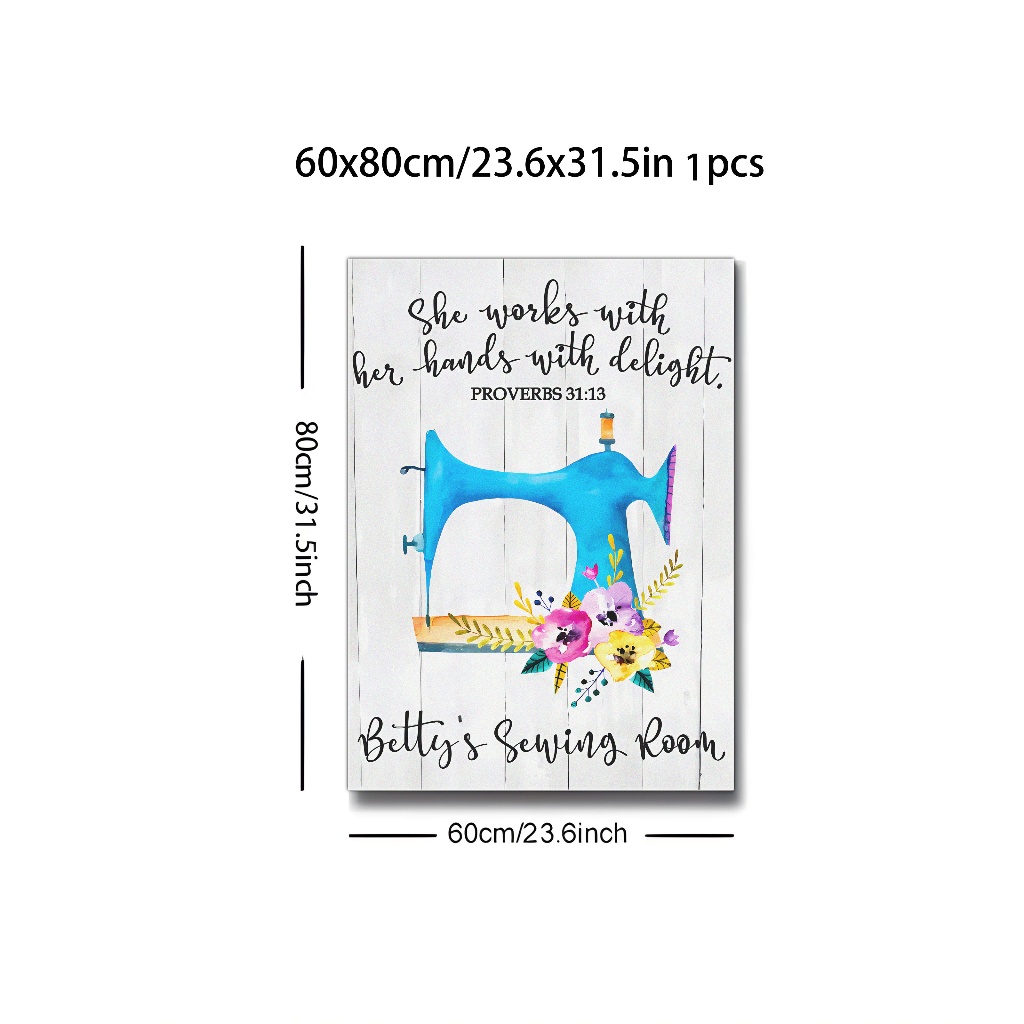 60x80cm/23.6x31.5in 1pcs
She works with
her hands with delight.
PROVERBS 31:13
80cm/31.5inch
Betty's Sewing Room
60cm/23.6inch